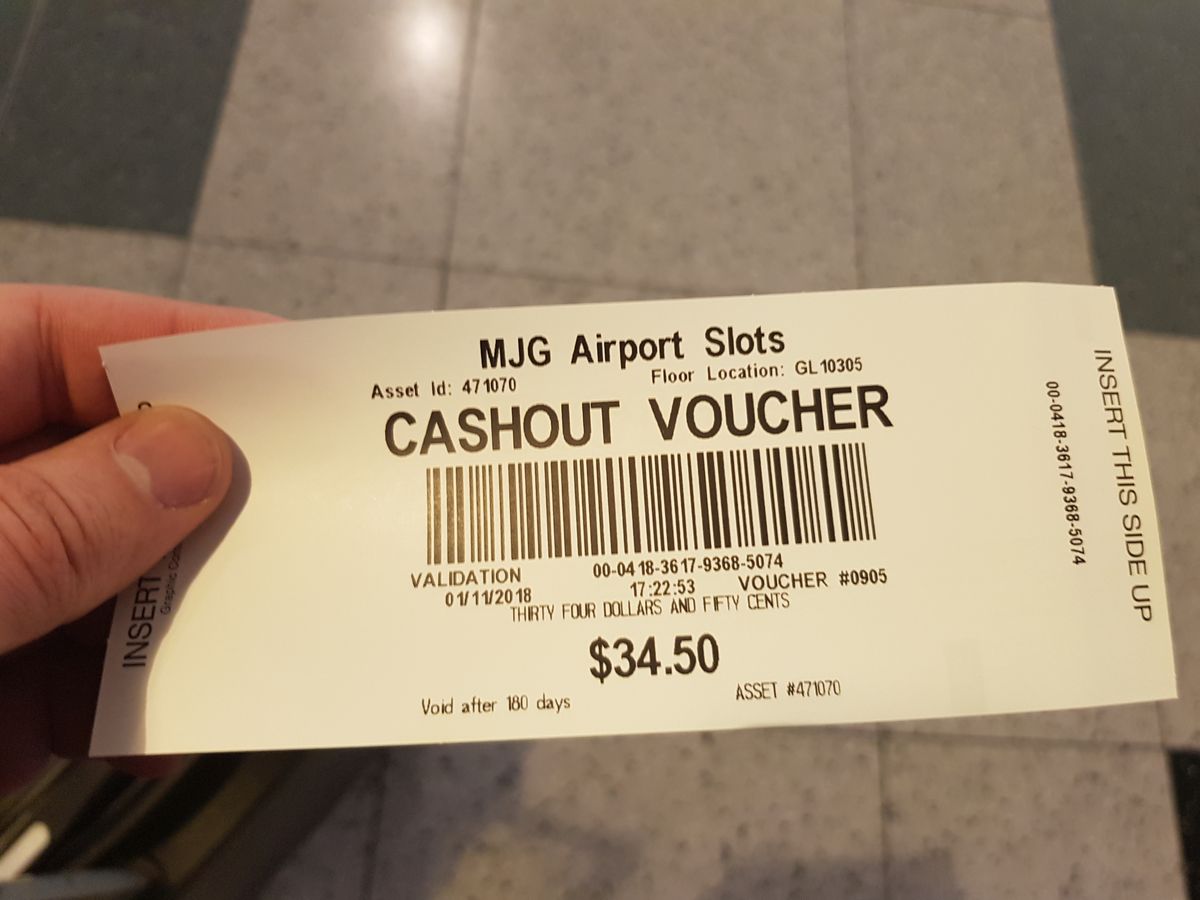 MJG Airport Slots
Asset Id: 471070 Floor Location: GL10305
CASHOUT VOUCHER
00-0418-3617-9368-5074
VALIDATION 17:22:53 VOUCHER #0905
01/11/2018
THIRTY FOUR DOLLARS AND FIFTY CENTS
$34.50
Void after 180 days ASSET #471070
INSERT THIS SIDE UP
00-0418-3617-9368-5074
INSERT
Graphic